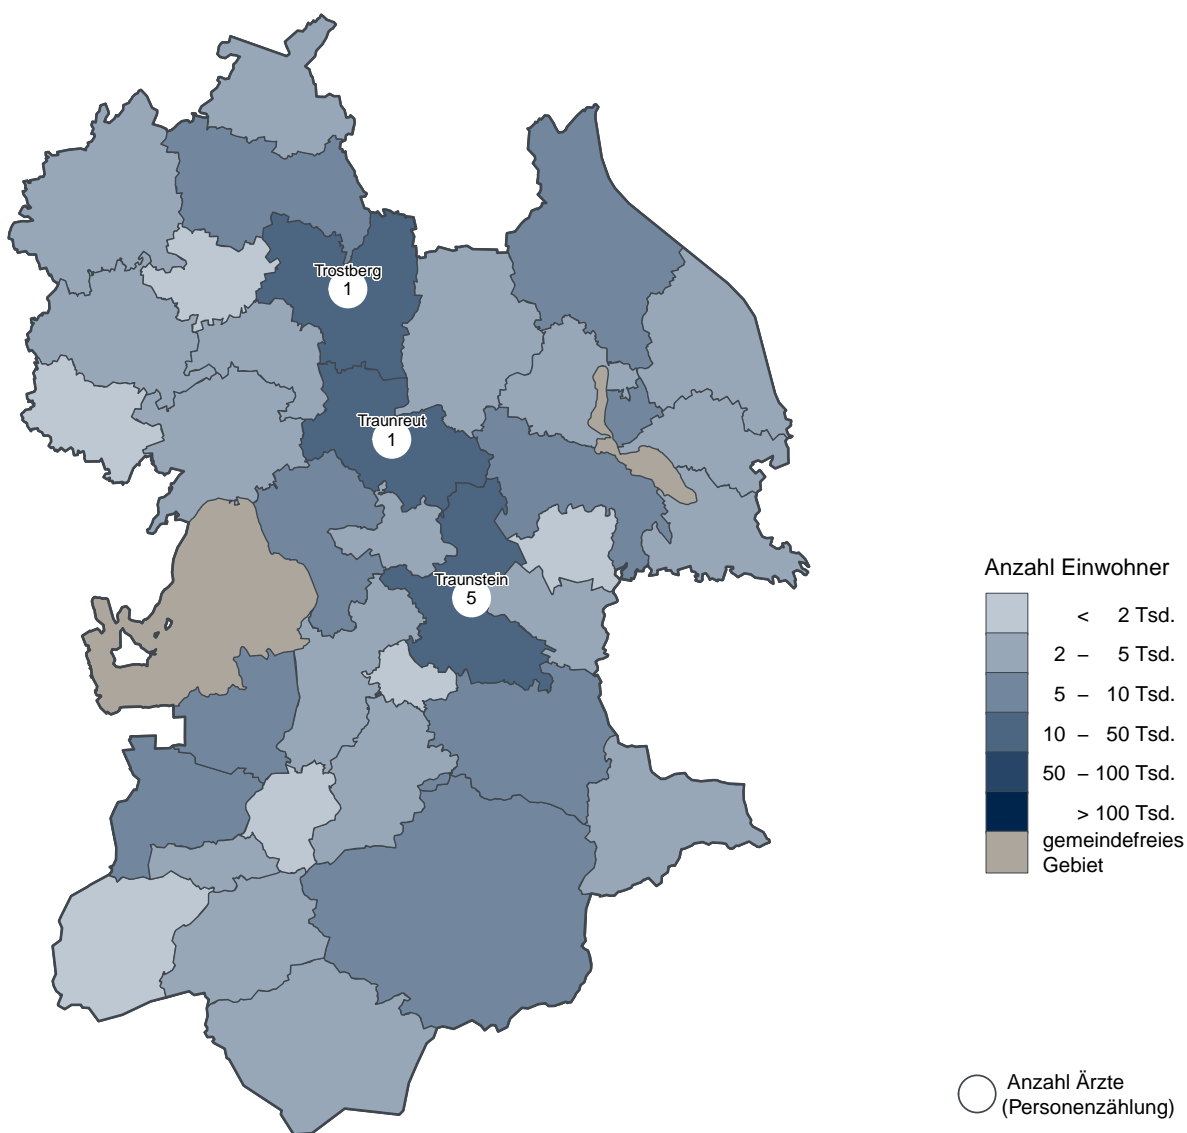 Trostberg
1
Traunreut
1
Traunstein
5
Anzahl Einwohner
< 2 Tsd.
2 – 5 Tsd.
5 – 10 Tsd.
10 – 50 Tsd.
50 – 100 Tsd.
> 100 Tsd.
gemeindefreies
Gebiet
Anzahl Ärzte
(Personenzählung)